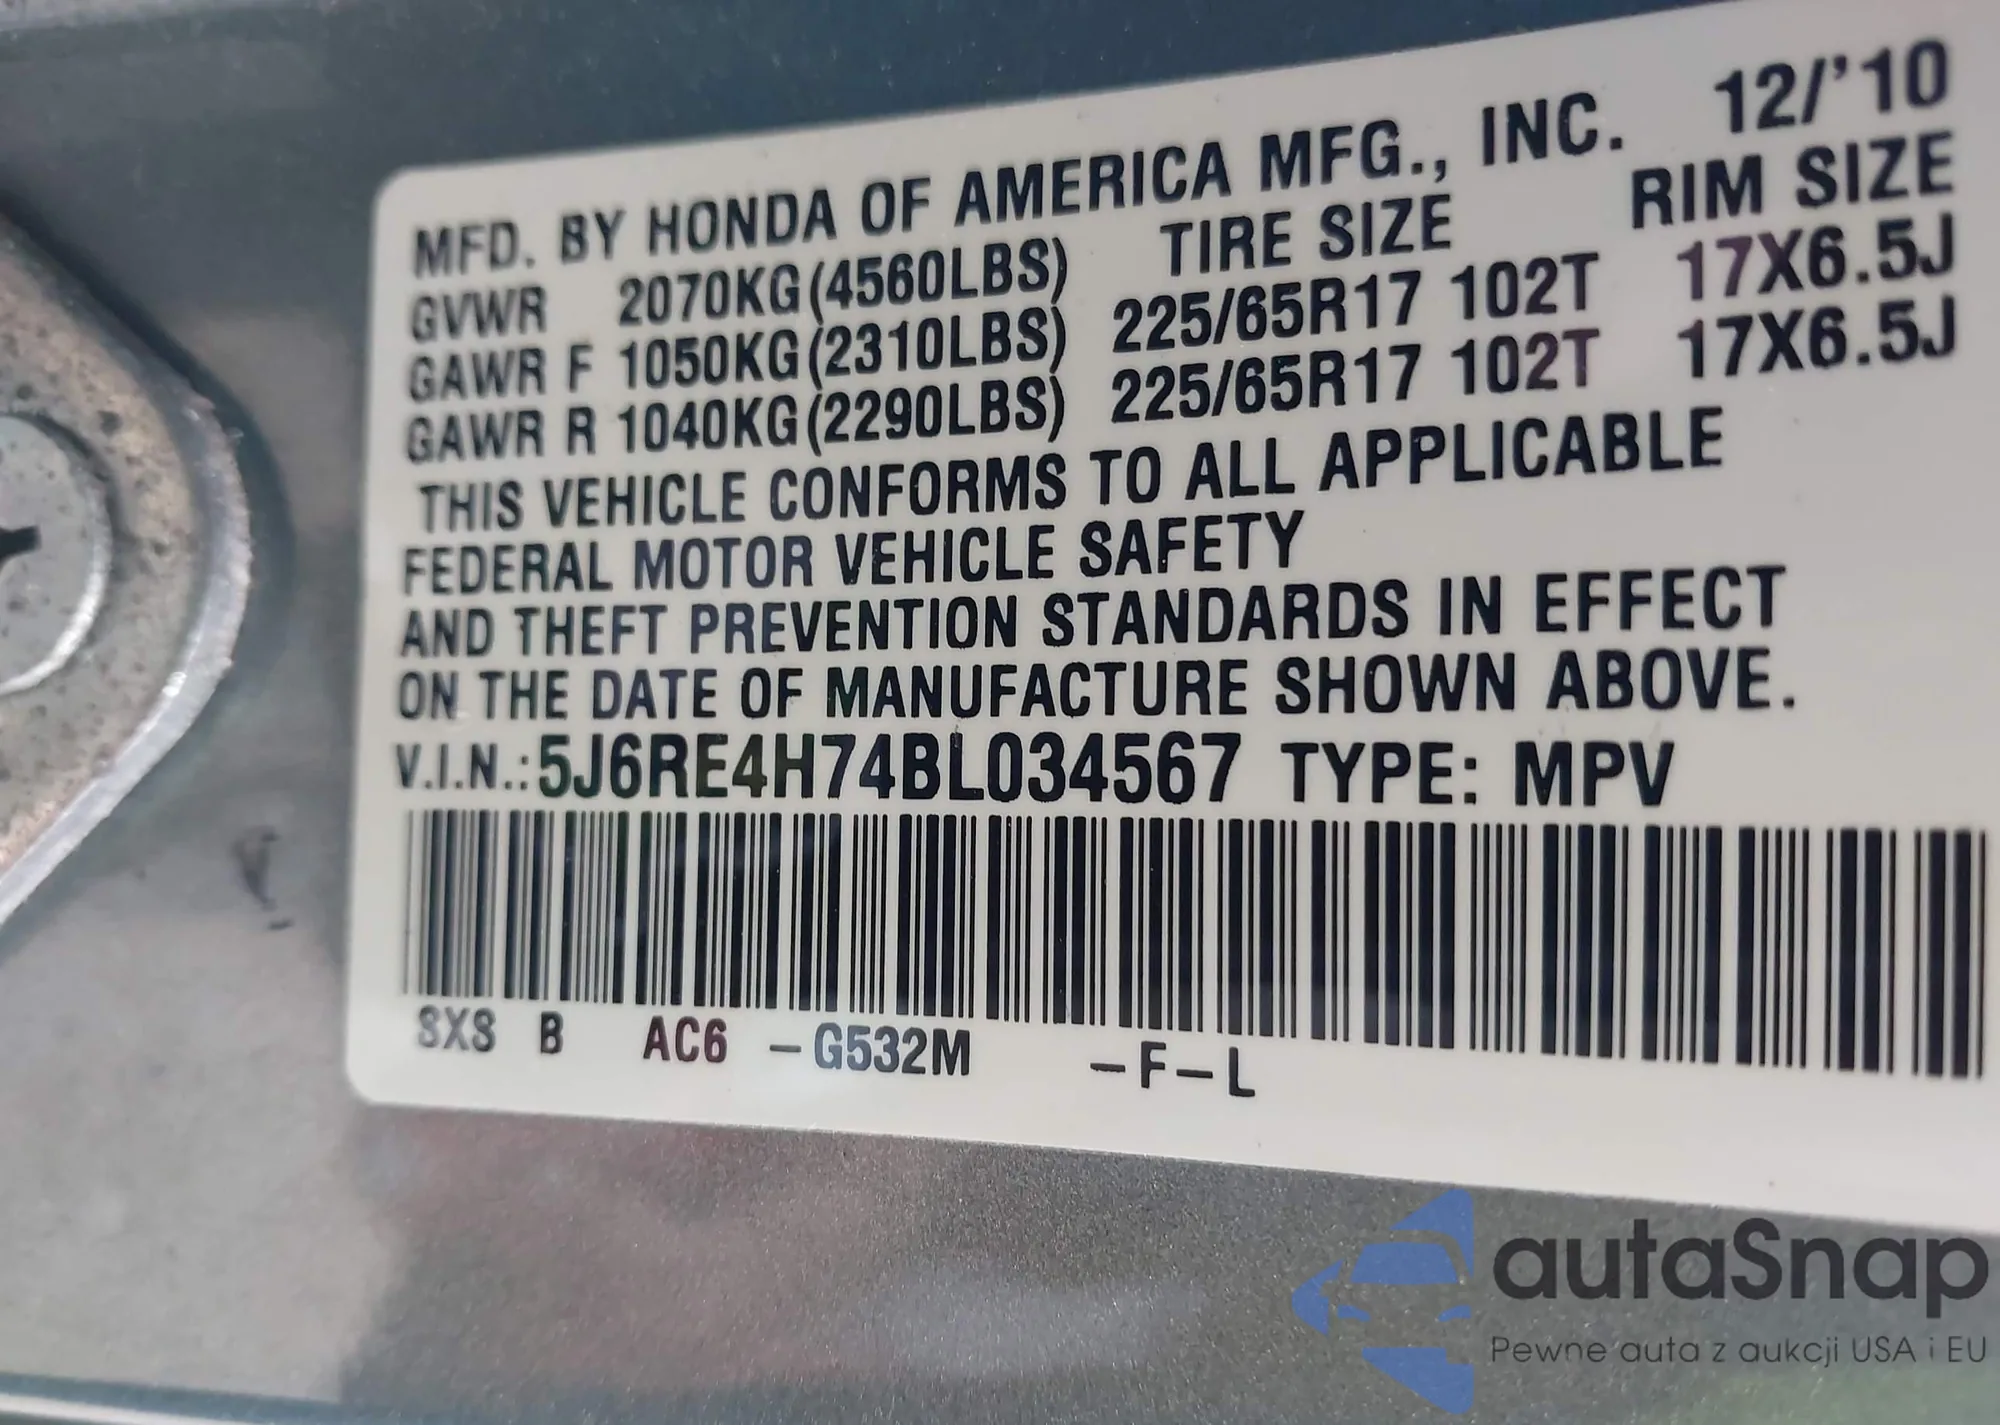 MFD. BY HONDA OF AMERICA MFG., INC. 12/'10
GVWR 2070KG(4560LBS) TIRE SIZE RIM SIZE
GAWR F 1050KG(2310LBS) 225/65R17 102T 17X6.5J
GAWR R 1040KG(2290LBS) 225/65R17 102T 17X6.5J
THIS VEHICLE CONFORMS TO ALL APPLICABLE
FEDERAL MOTOR VEHICLE SAFETY
AND THEFT PREVENTION STANDARDS IN EFFECT
ON THE DATE OF MANUFACTURE SHOWN ABOVE.
V.I.N.:5J6RE4H74BL034567 TYPE: MPV
SXS B AC6 -G532M -F-L
autaSnap
Pewne auta z aukcji USA i EU